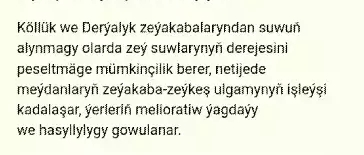 Köllük we Derýalyk zeýakabalaryndan suwuň
alynmagy olarda zeý suwlarynyň derejesini
peseltmäge mümkinçilik berer, netijede
meýdanlaryň zeýakaba-zeýkeş ulgamynyň işleýşi
kadalaşar, ýerleriň melioratiw ýagdaýy
we hasyllylygy gowulanar.